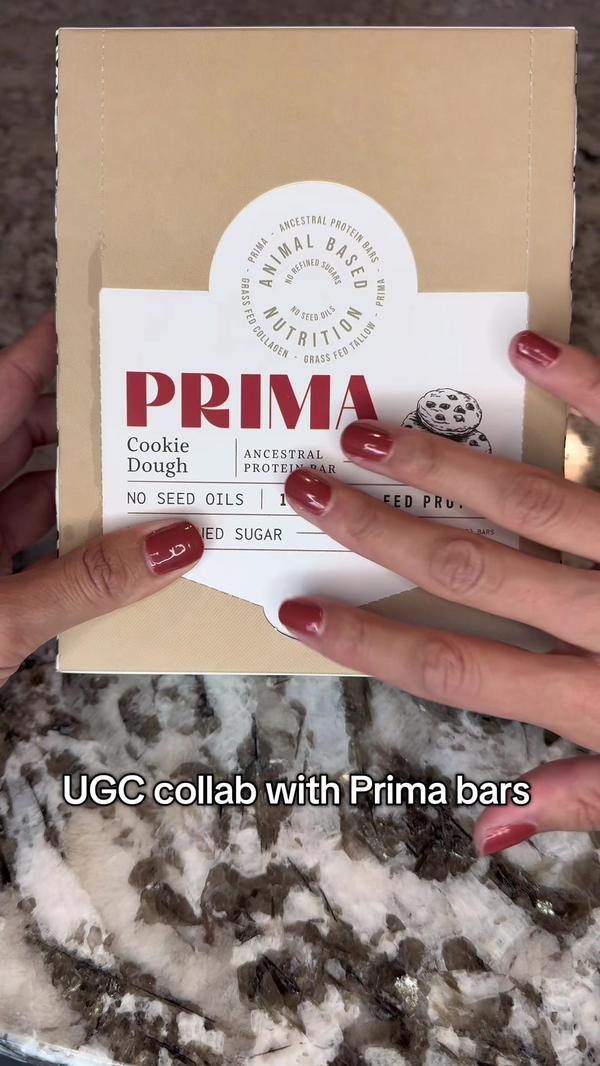 PRIMA - ANCESTRAL PROTEIN BARS - PRIMA - GRASS FED TALLOW - GRASS FED COLLAGEN -
ANIMAL BASED
NO REFINED SUGARS
NO SEED OILS
NUTRITION
PRIMA
Cookie
Dough
ANCESTRAL
PROTEIN BAR
NO SEED OILS
SUGAR
BARS
UGC collab with Prima bars